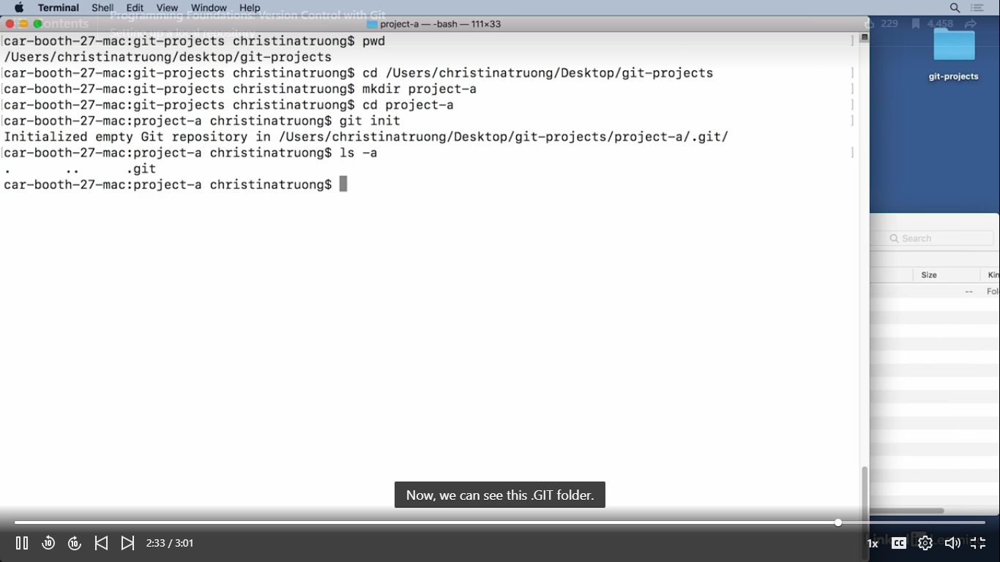 Terminal Shell Edit View Window Help
Programming Foundations: Version Control with Git
Contents
Setting up a local repository
project-a — -bash — 111×33
229 4,458
car-booth-27-mac:git-projects christinatruong$ pwd
/Users/christinatruong/desktop/git-projects
car-booth-27-mac:git-projects christinatruong$ cd /Users/christinatruong/Desktop/git-projects
car-booth-27-mac:git-projects christinatruong$ mkdir project-a
car-booth-27-mac:git-projects christinatruong$ cd project-a
car-booth-27-mac:project-a christinatruong$ git init
Initialized empty Git repository in /Users/christinatruong/Desktop/git-projects/project-a/.git/
car-booth-27-mac:project-a christinatruong$ ls -a
. .. .git
car-booth-27-mac:project-a christinatruong$
git-projects
Search
Size Kin
-- Fol
Now, we can see this .GIT folder.
10 10 2:33 / 3:01 1x CC